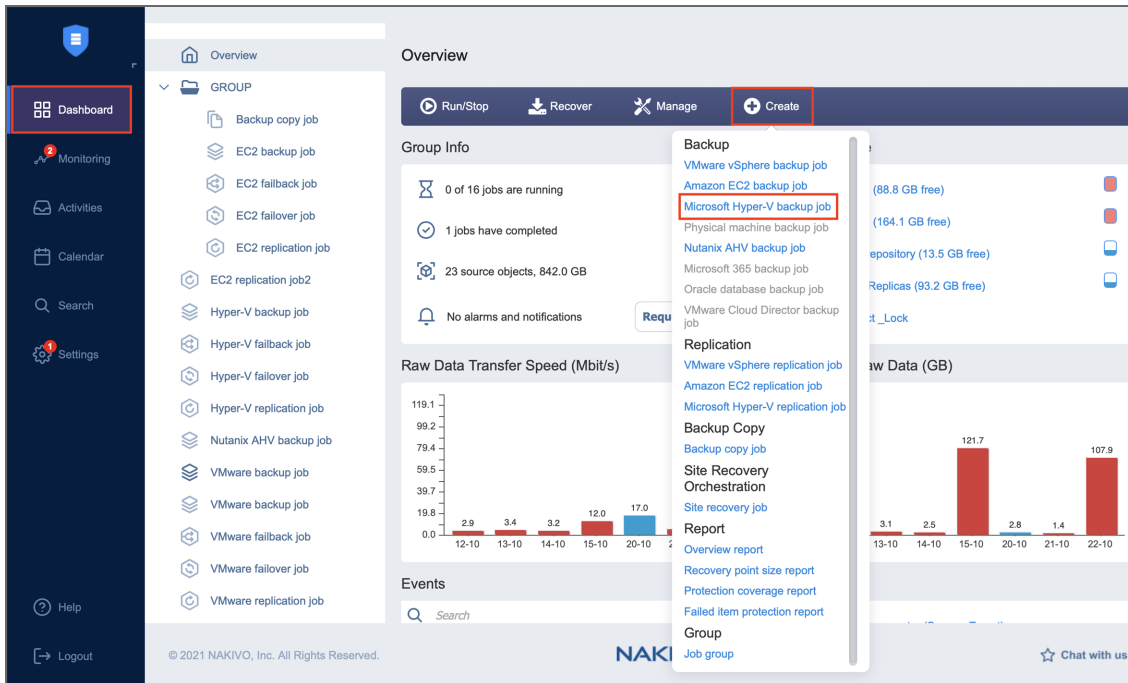 Dashboard
2
Monitoring
Activities
Calendar
Search
1
Settings
Help
Logout
Overview
GROUP
Backup copy job
EC2 backup job
EC2 failback job
EC2 failover job
EC2 replication job
EC2 replication job2
Hyper-V backup job
Hyper-V failback job
Hyper-V failover job
Hyper-V replication job
Nutanix AHV backup job
VMware backup job
VMware backup job
VMware failback job
VMware failover job
VMware replication job
Overview
Run/Stop Recover Manage Create
Group Info
0 of 16 jobs are running
1 jobs have completed
23 source objects, 842.0 GB
No alarms and notifications
Backup
VMware vSphere backup job
Amazon EC2 backup job
Microsoft Hyper-V backup job
Physical machine backup job
Nutanix AHV backup job
Microsoft 365 backup job
Oracle database backup job
VMware Cloud Director backup
job
Replication
VMware vSphere replication job
Amazon EC2 replication job
Microsoft Hyper-V replication job
Backup Copy
Backup copy job
Site Recovery
Orchestration
Site recovery job
Report
Overview report
Recovery point size report
Protection coverage report
Failed item protection report
Group
Job group
(88.8 GB free)
(164.1 GB free)
epository (13.5 GB free)
Replicas (93.2 GB free)
_Lock
Raw Data Transfer Speed (Mbit/s)
119.1
99.2
79.4
59.5
39.7
19.8
0.0
2.9 3.4 3.2 12.0 17.0
12-10 13-10 14-10 15-10 20-10
Data (GB)
3.1 2.5 121.7 2.8 1.4 107.9
13-10 14-10 15-10 20-10 21-10 22-10
Events
Search
© 2021 NAKIVO, Inc. All Rights Reserved.
NAKI
Chat with us